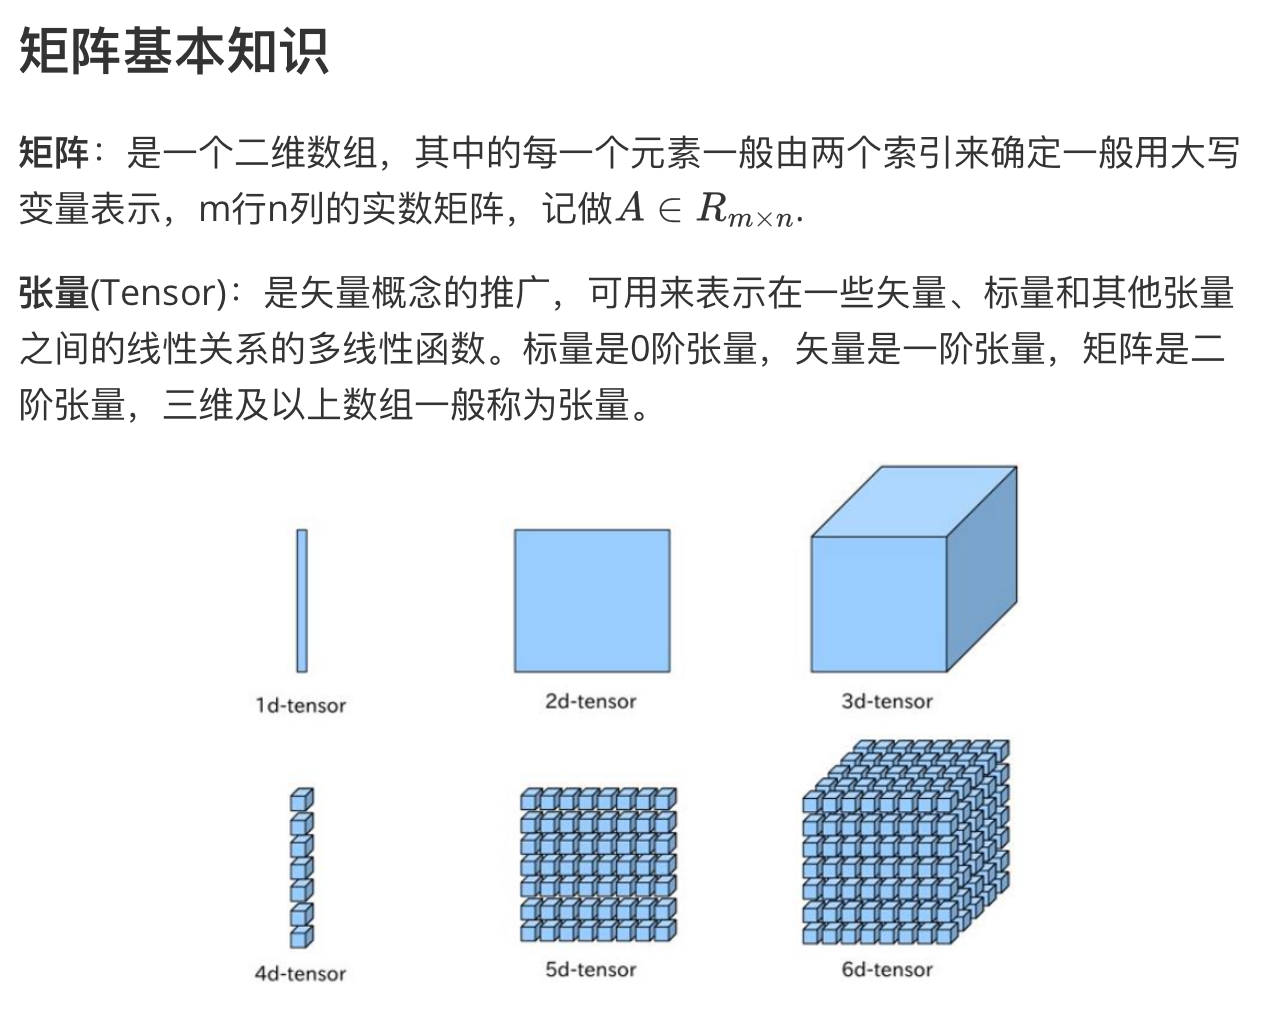 矩阵基本知识
矩阵：是一个二维数组，其中的每一个元素一般由两个索引来确定一般用大写
变量表示，m行n列的实数矩阵，记做A ∈ Rm×n.
张量(Tensor)：是矢量概念的推广，可用来表示在一些矢量、标量和其他张量
之间的线性关系的多线性函数。标量是0阶张量，矢量是一阶张量，矩阵是二
阶张量，三维及以上数组一般称为张量。
1d-tensor
2d-tensor
3d-tensor
4d-tensor
5d-tensor
6d-tensor